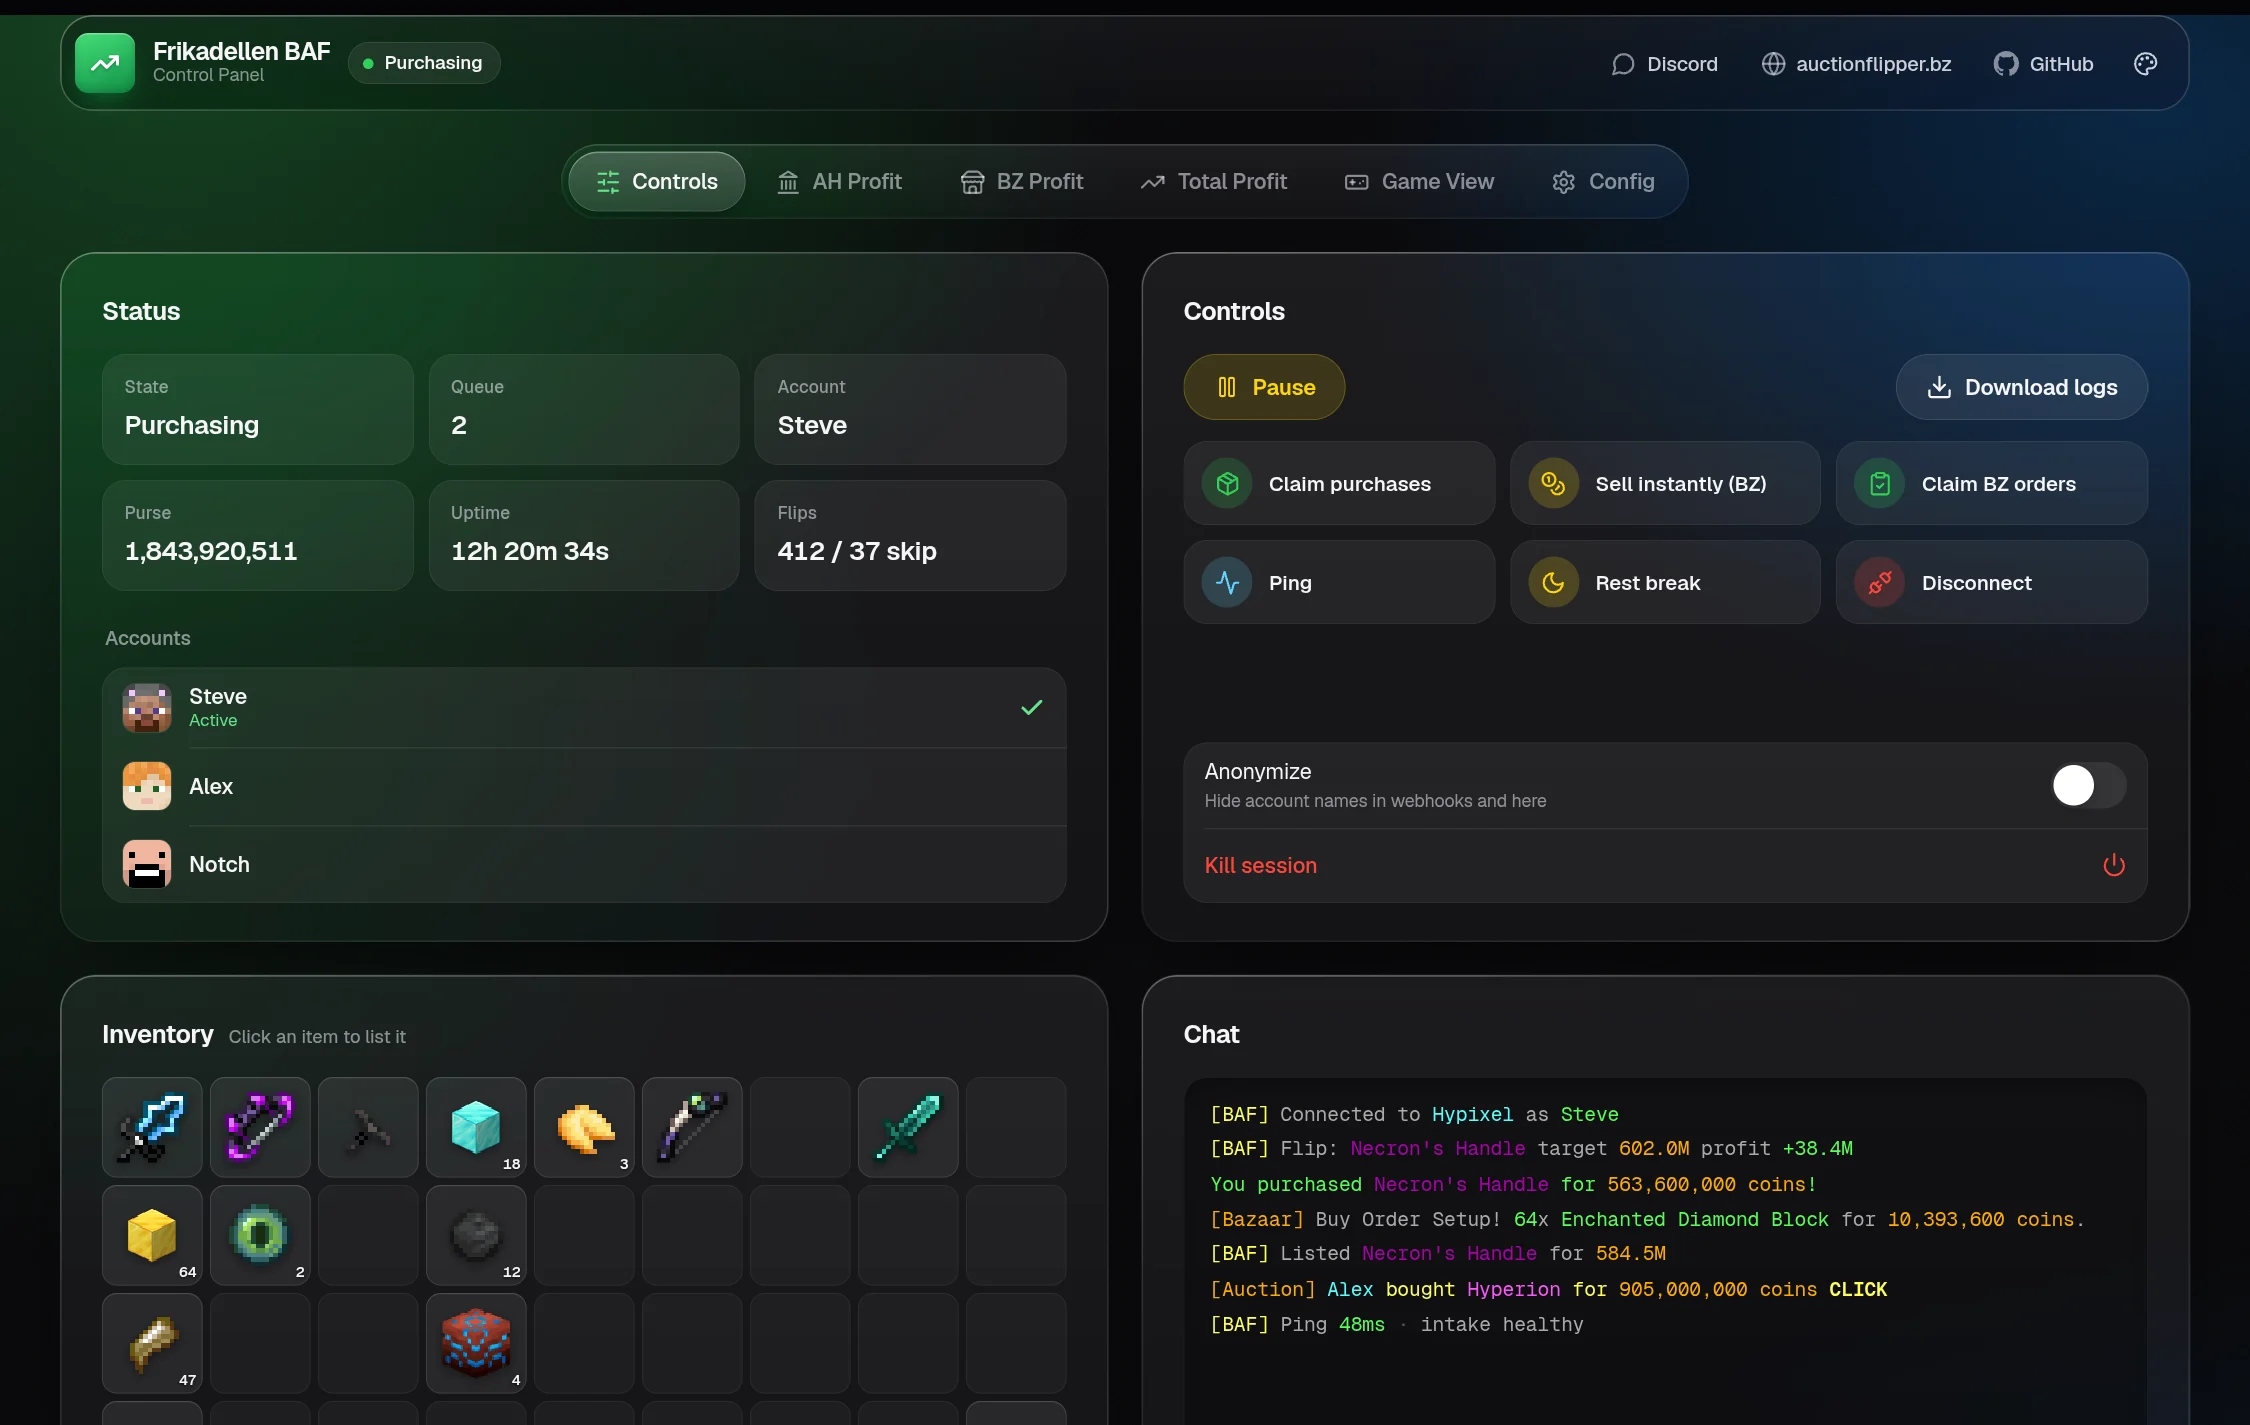 Frikadellen BAF
Control Panel
Purchasing
Discord
auctionflipper.bz
GitHub
Controls
AH Profit
BZ Profit
Total Profit
Game View
Config
Status
State
Purchasing
Queue
2
Account
Steve
Purse
1,843,920,511
Uptime
12h 20m 34s
Flips
412 / 37 skip
Accounts
Steve
Active
Alex
Notch
Controls
Pause
Download logs
Claim purchases
Sell instantly (BZ)
Claim BZ orders
Ping
Rest break
Disconnect
Anonymize
Hide account names in webhooks and here
Kill session
Inventory Click an item to list it
18
3
64
2
12
47
4
Chat
[BAF] Connected to Hypixel as Steve
[BAF] Flip: Necron's Handle target 602.0M profit +38.4M
You purchased Necron's Handle for 563,600,000 coins!
[Bazaar] Buy Order Setup! 64x Enchanted Diamond Block for 10,393,600 coins.
[BAF] Listed Necron's Handle for 584.5M
[Auction] Alex bought Hyperion for 905,000,000 coins CLICK
[BAF] Ping 48ms · intake healthy